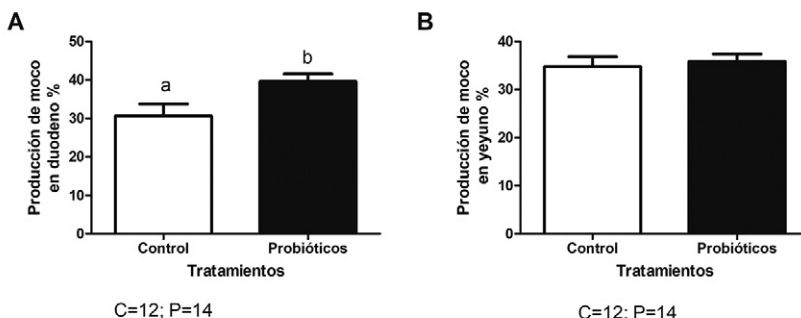 A
Producción de moco
en duodeno %
50
40
30
20
10
0
a
b
Control
Probióticos
Tratamientos
C=12; P=14
B
Producción de moco
en yeyuno %
40
30
20
10
0
Control
Probióticos
Tratamientos
C=12; P=14